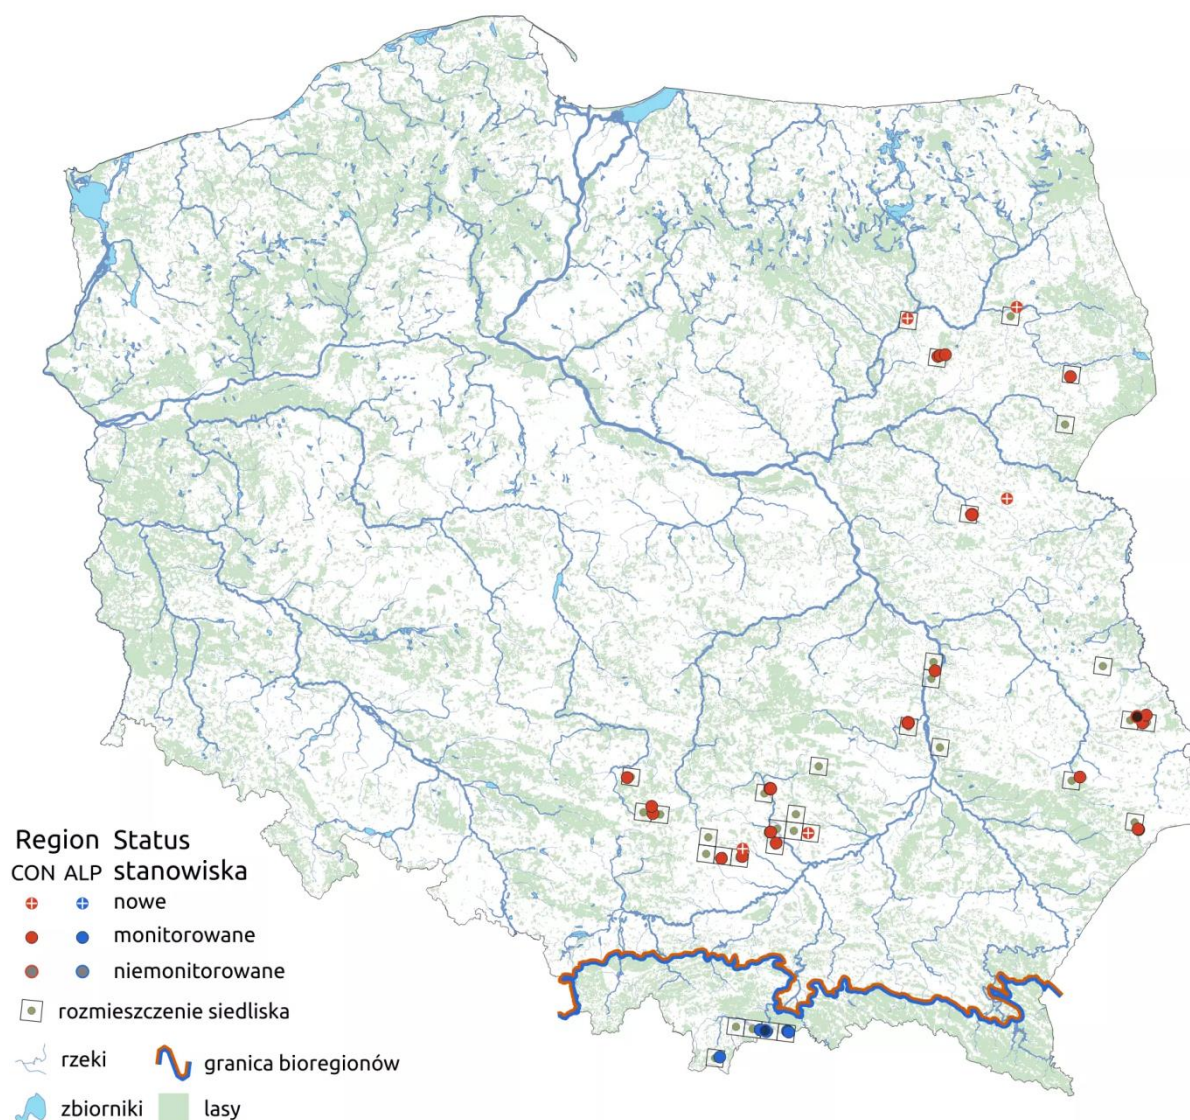 Region Status
CON ALP stanowiska
nowe
monitorowane
niemonitorowane
rozmieszczenie siedliska
rzeki
granica bioregionów
zbiorniki
lasy